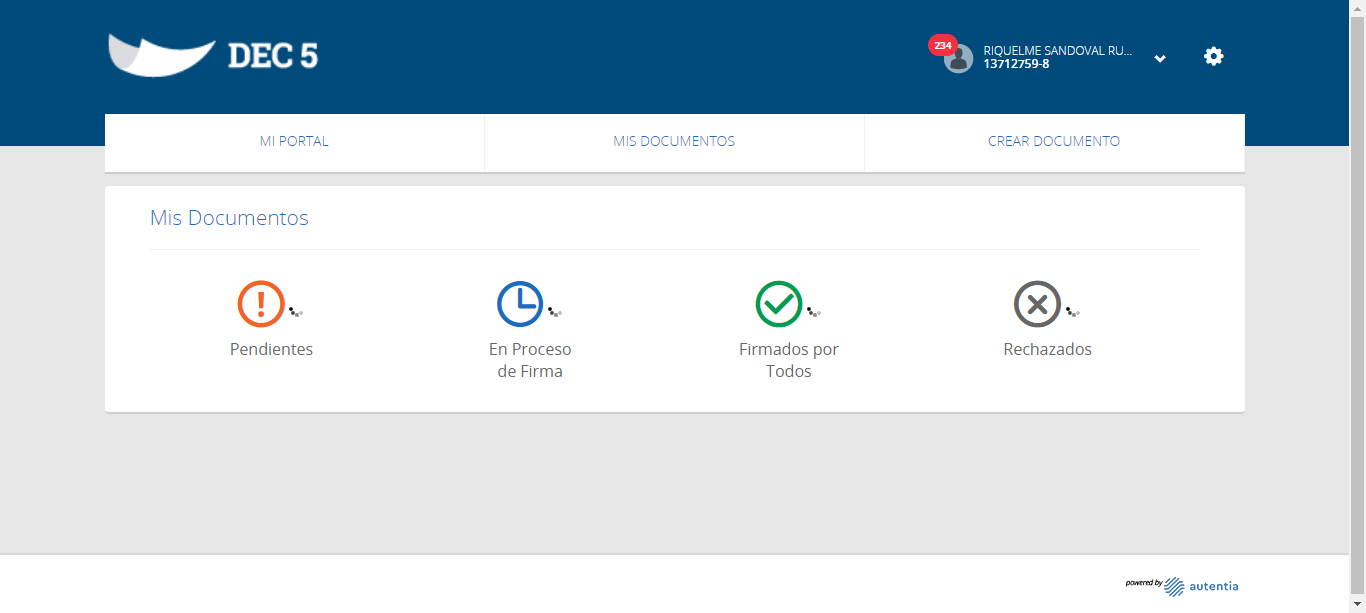 DEC 5
234
RIQUELME SANDOVAL RU...
13712759-8
MI PORTAL
MIS DOCUMENTOS
CREAR DOCUMENTO
Mis Documentos
Pendientes
En Proceso
de Firma
Firmados por
Todos
Rechazados
powered by autentia